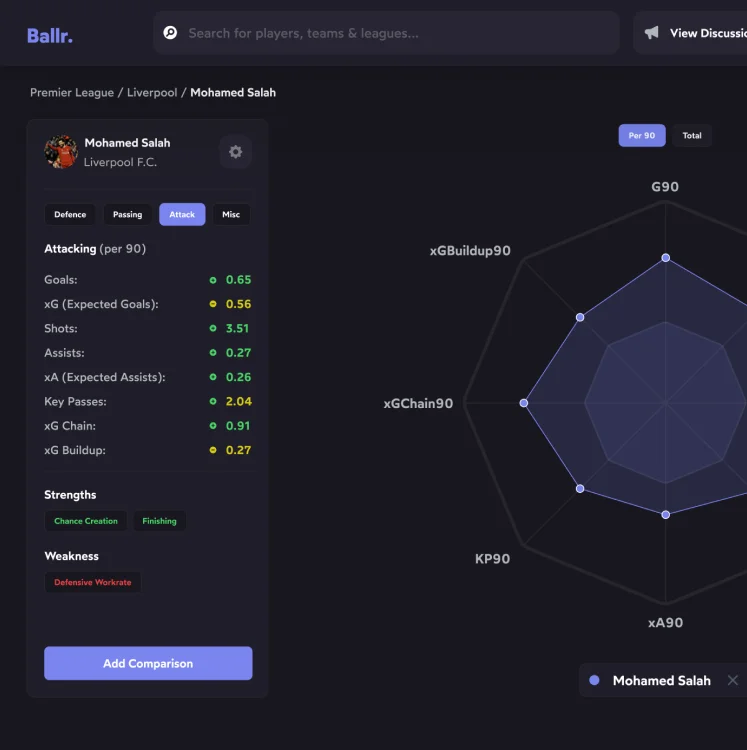 Ballr.
Search for players, teams & leagues...
View Discussio
Premier League / Liverpool / Mohamed Salah
Mohamed Salah
Liverpool F.C.
Defence
Passing
Attack
Misc
Attacking (per 90)
Goals: 0.65
xG (Expected Goals): 0.56
Shots: 3.51
Assists: 0.27
xA (Expected Assists): 0.26
Key Passes: 2.04
xG Chain: 0.91
xG Buildup: 0.27
Strengths
Chance Creation
Finishing
Weakness
Defensive Workrate
Add Comparison
Per 90
Total
G90
xGBuildup90
xGChain90
KP90
xA90
Mohamed Salah